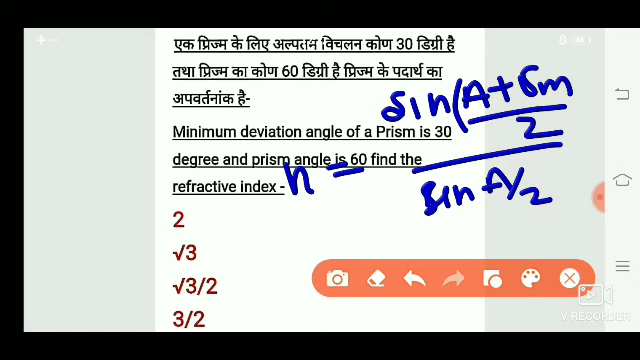 एक प्रिज्म के लिए अल्पतम विचलन कोण 30 डिग्री है
तथा प्रिज्म का कोण 60 डिग्री है प्रिज्म के पदार्थ का
अपवर्तनांक है-
Minimum deviation angle of a Prism is 30
degree and prism angle is 60 find the
refractive index -
n = sin(A+δm/2 / sin A/2
2
√3
√3/2
3/2
V RECORDER